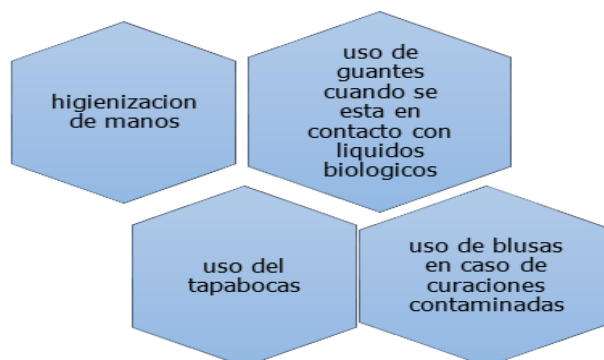 higienizacion
de manos
uso de
guantes
cuando se
esta en
contacto con
liquidos
biologicos
uso del
tapabocas
uso de blusas
en caso de
curaciones
contaminadas